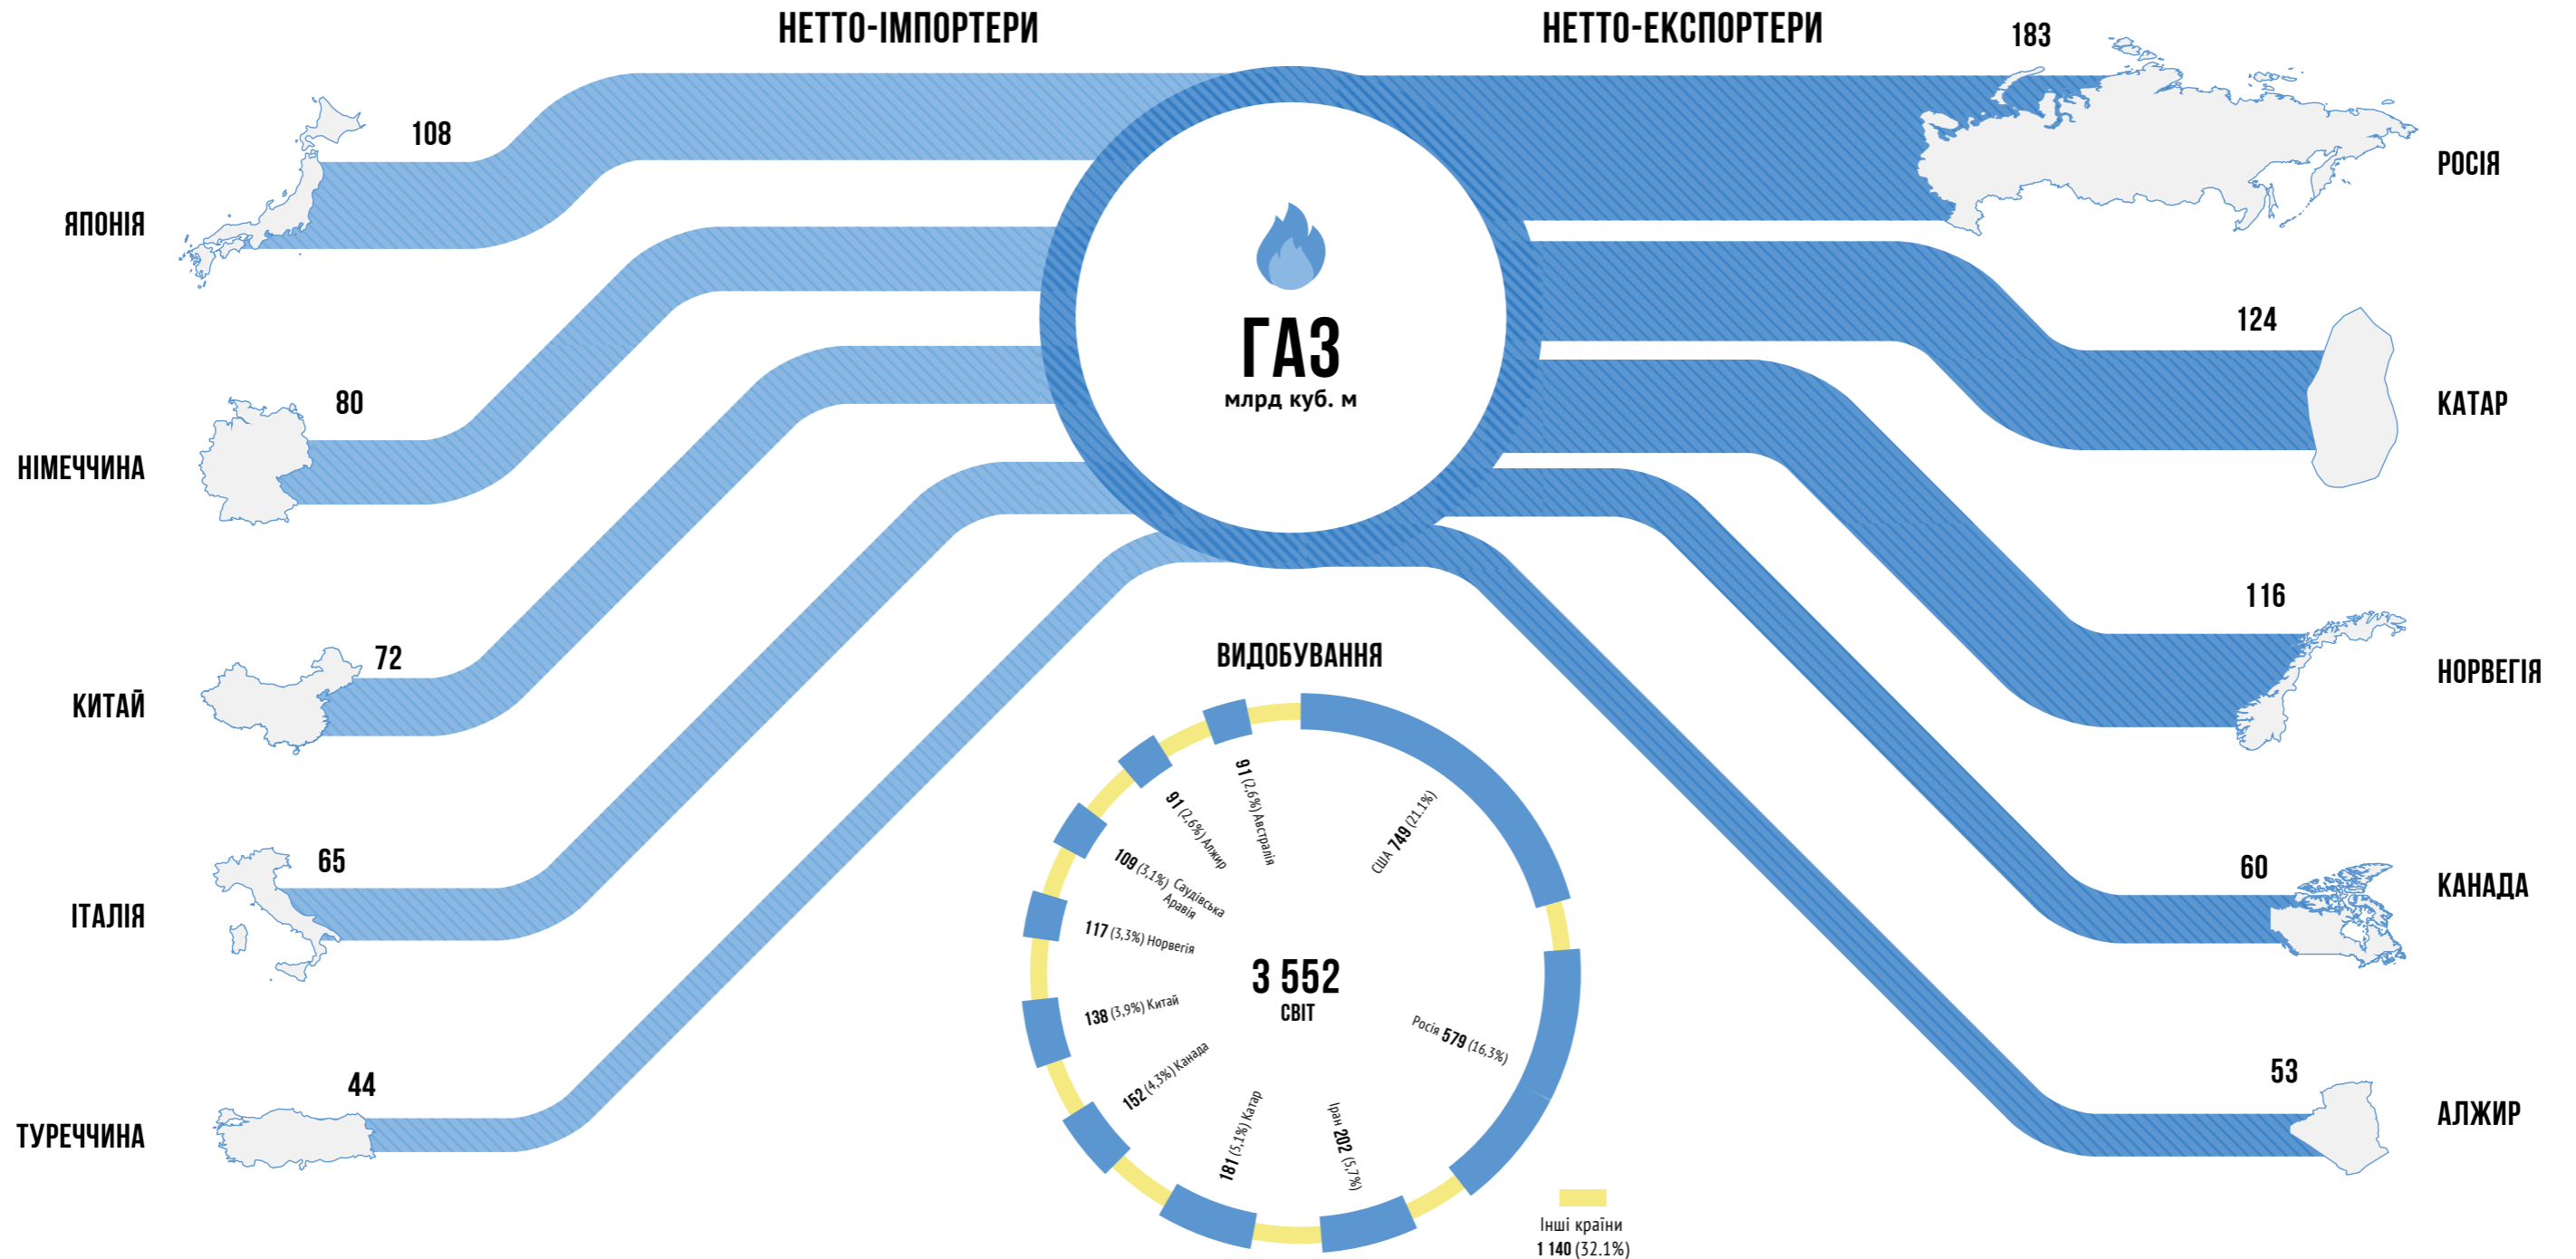 НЕТТО-ІМПОРТЕРИ
НЕТТО-ЕКСПОРТЕРИ
108
ЯПОНІЯ
80
НІМЕЧЧИНА
72
КИТАЙ
65
ІТАЛІЯ
44
ТУРЕЧЧИНА
ГАЗ
млрд куб. м
183
РОСІЯ
124
КАТАР
116
НОРВЕГІЯ
60
КАНАДА
53
АЛЖИР
ВИДОБУВАННЯ
США 749 (21.1%)
Росія 579 (16,3%)
Іран 202 (5,7%)
181 (5,1%) Катар
152 (4,3%) Канада
138 (3,9%) Китай
117 (3,3%) Норвегія
109 (3,1%) Саудівська
Аравія
91 (2,6%) Алжир
91 (2,6%) Австралія
3 552
СВІТ
Інші країни
1 140 (32.1%)